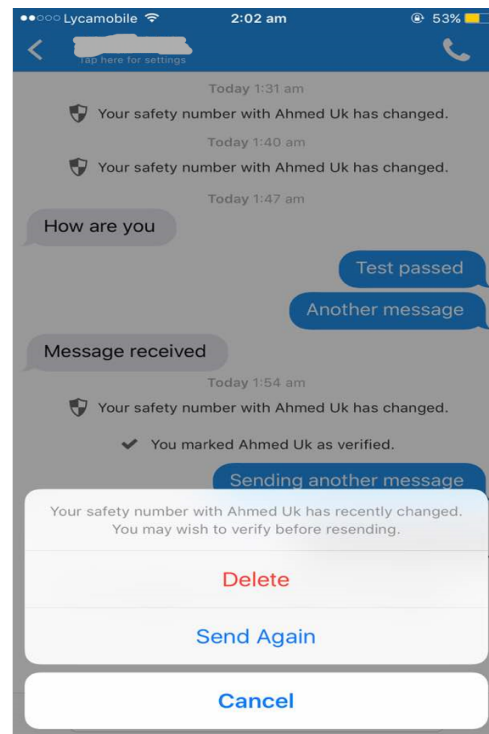 Lycamobile 2:02 am 53%
Tap here for settings
Today 1:31 am
Your safety number with Ahmed Uk has changed.
Today 1:40 am
Your safety number with Ahmed Uk has changed.
Today 1:47 am
How are you
Test passed
Another message
Message received
Today 1:54 am
Your safety number with Ahmed Uk has changed.
You marked Ahmed Uk as verified.
Sending another message
Your safety number with Ahmed Uk has recently changed.
You may wish to verify before resending.
Delete
Send Again
Cancel